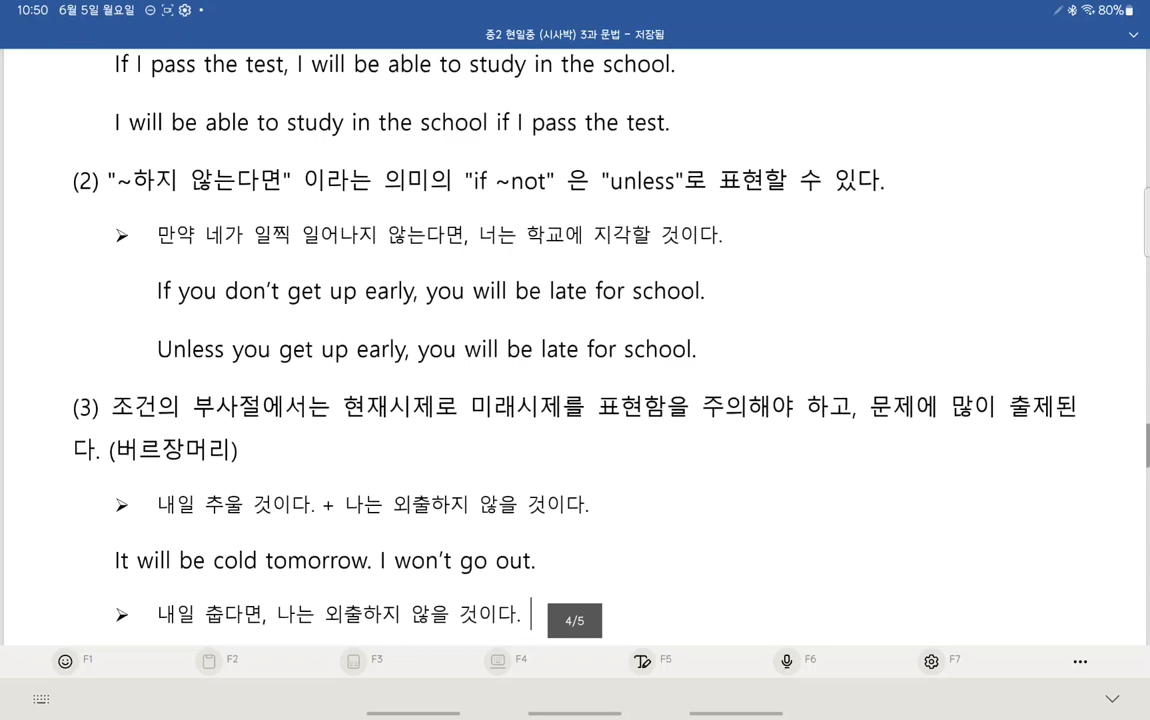 10:50 6월 5일 월요일
80%
중2 현일중 (시사박) 3과 문법 - 저장됨
If I pass the test, I will be able to study in the school.
I will be able to study in the school if I pass the test.
(2) "~하지 않는다면" 이라는 의미의 "if ~not" 은 "unless"로 표현할 수 있다.
➢ 만약 네가 일찍 일어나지 않는다면, 너는 학교에 지각할 것이다.
If you don't get up early, you will be late for school.
Unless you get up early, you will be late for school.
(3) 조건의 부사절에서는 현재시제로 미래시제를 표현함을 주의해야 하고, 문제에 많이 출제된
다. (버르장머리)
➢ 내일 추울 것이다. + 나는 외출하지 않을 것이다.
It will be cold tomorrow. I won't go out.
➢ 내일 춥다면, 나는 외출하지 않을 것이다.
4/5
F1 F2 F3 F4 F5 F6 F7